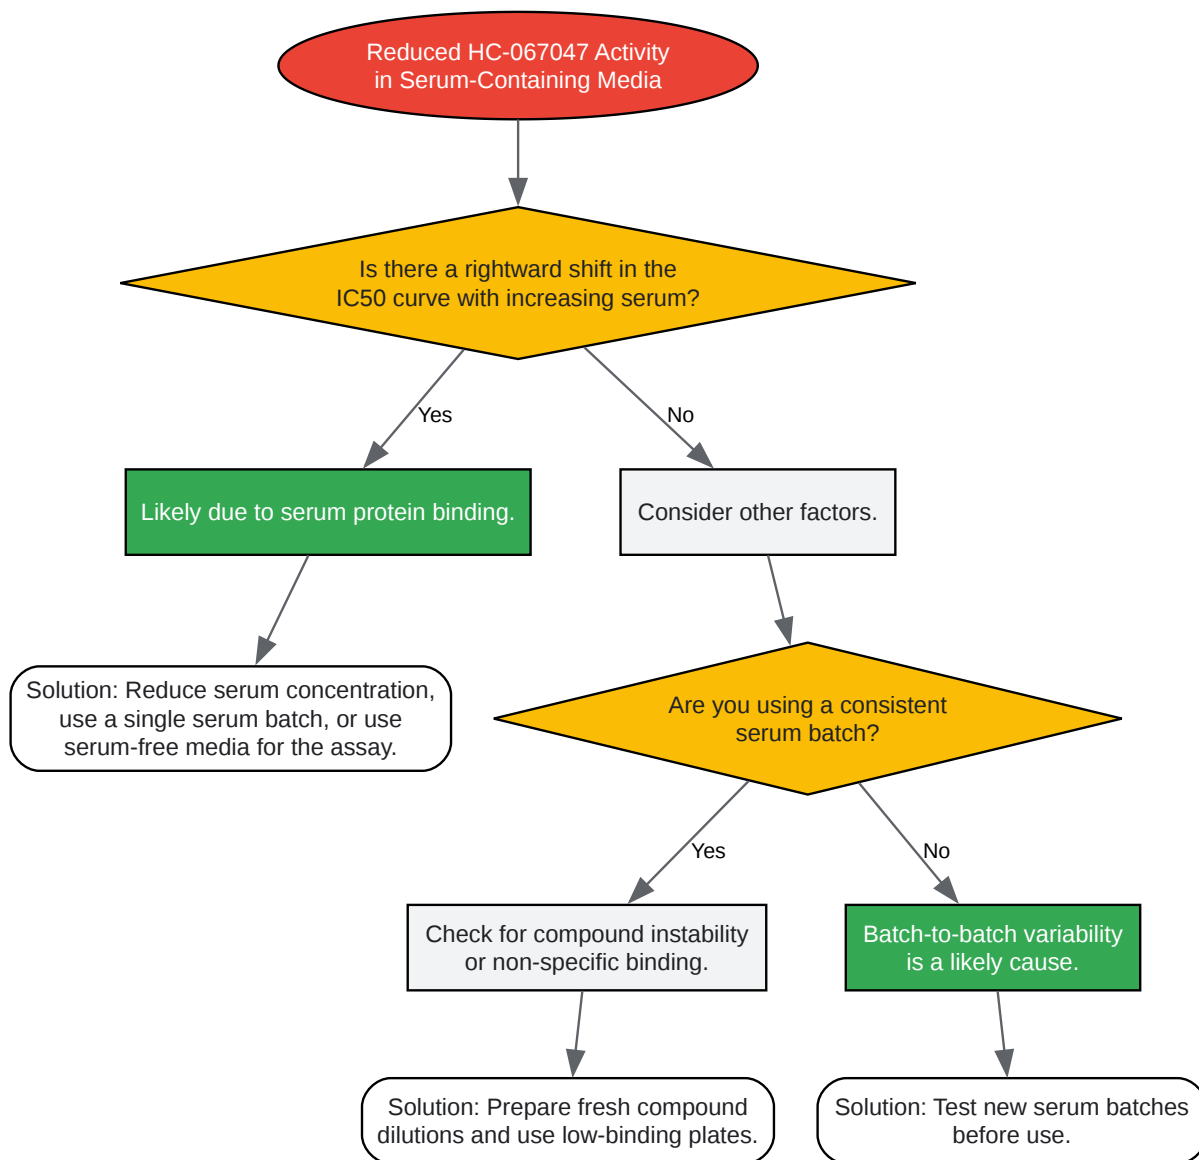 Reduced HC-067047 Activity
in Serum-Containing Media
Is there a rightward shift in the
IC50 curve with increasing serum?
Yes
No
Likely due to serum protein binding.
Consider other factors.
Solution: Reduce serum concentration,
use a single serum batch, or use
serum-free media for the assay.
Are you using a consistent
serum batch?
Yes
No
Check for compound instability
or non-specific binding.
Batch-to-batch variability
is a likely cause.
Solution: Prepare fresh compound
dilutions and use low-binding plates.
Solution: Test new serum batches
before use.